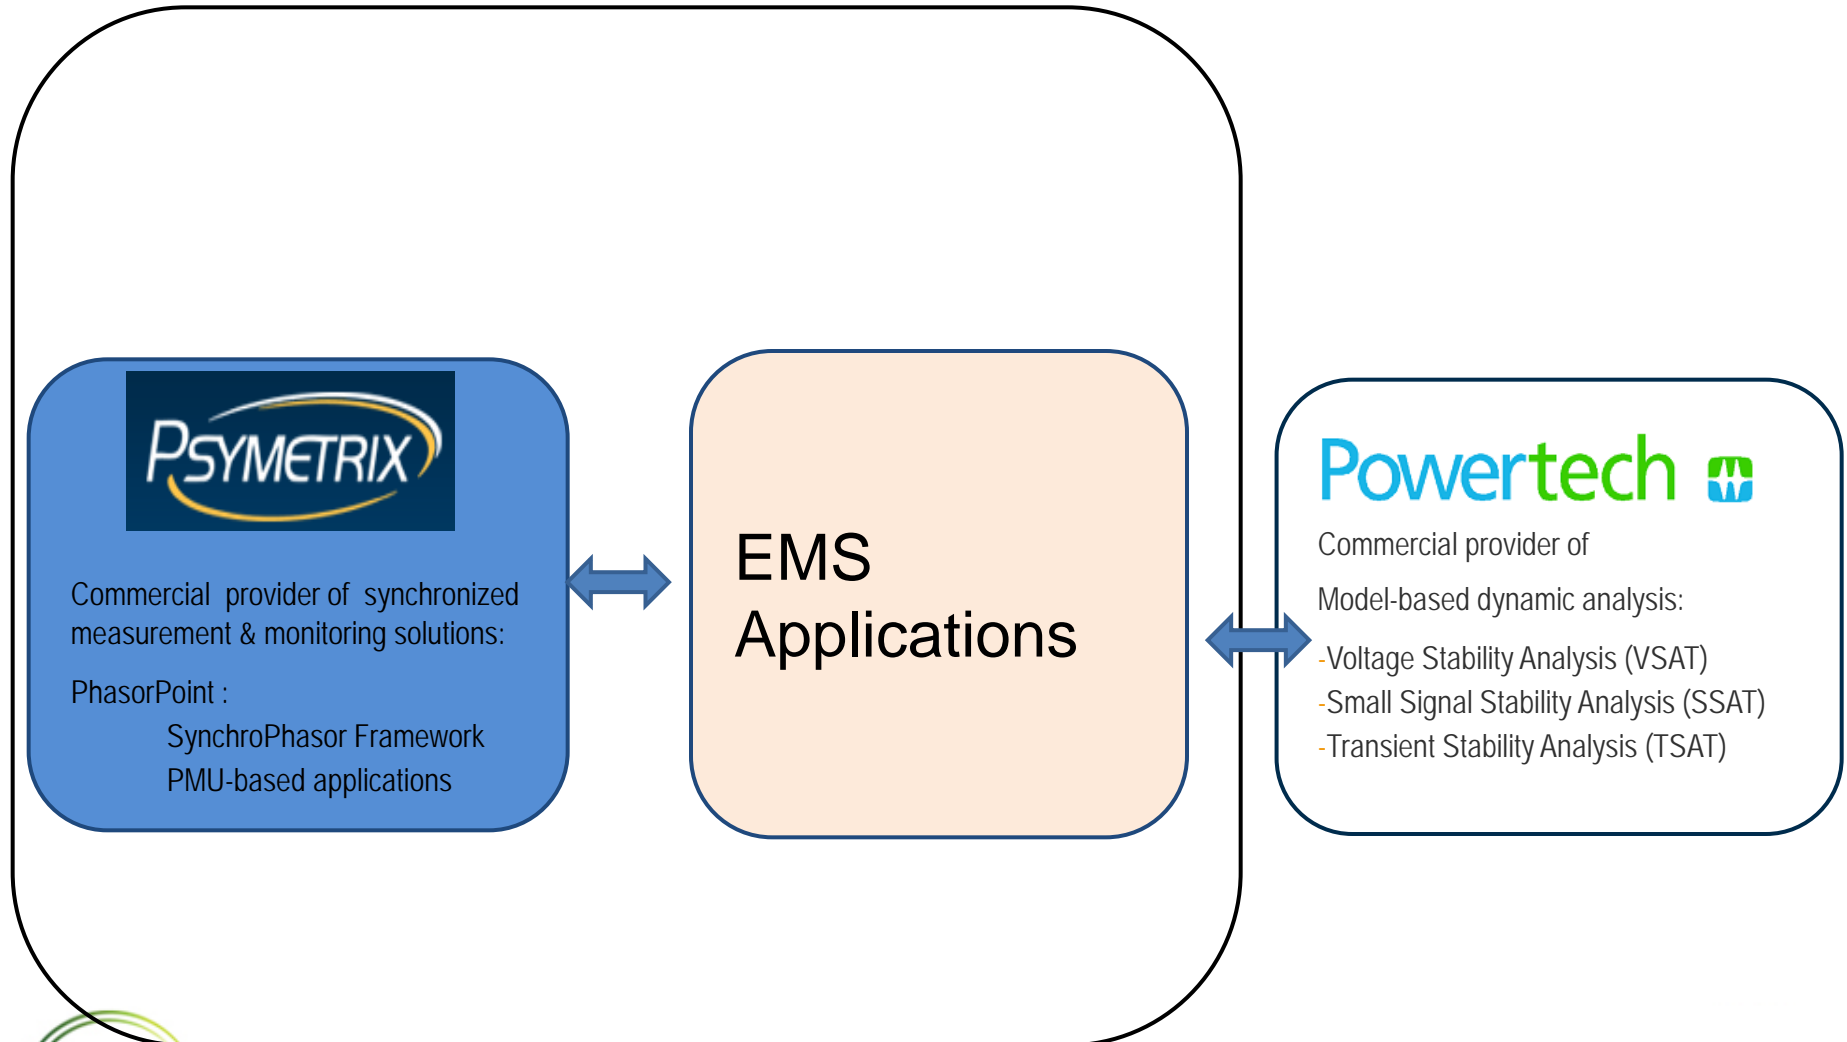 PSYMETRIX
Commercial provider of synchronized
measurement & monitoring solutions:
PhasorPoint :
SynchroPhasor Framework
PMU-based applications
EMS
Applications
Powertech
Commercial provider of
Model-based dynamic analysis:
-Voltage Stability Analysis (VSAT)
-Small Signal Stability Analysis (SSAT)
-Transient Stability Analysis (TSAT)